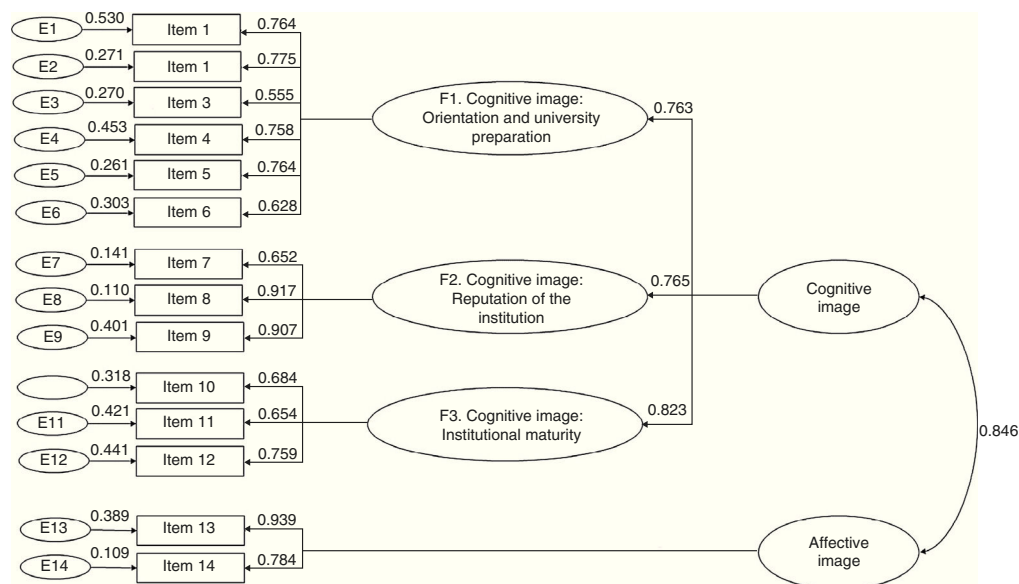 E1 0.530 Item 1 0.764
E2 0.271 Item 1 0.775
E3 0.270 Item 3 0.555
E4 0.453 Item 4 0.758
E5 0.261 Item 5 0.764
E6 0.303 Item 6 0.628
F1. Cognitive image:
Orientation and university
preparation
0.763
E7 0.141 Item 7 0.652
E8 0.110 Item 8 0.917
E9 0.401 Item 9 0.907
F2. Cognitive image:
Reputation of the
institution
0.765
Cognitive
image
0.318 Item 10 0.684
E11 0.421 Item 11 0.654
E12 0.441 Item 12 0.759
F3. Cognitive image:
Institutional maturity
0.823
0.846
E13 0.389 Item 13 0.939
E14 0.109 Item 14 0.784
Affective
image